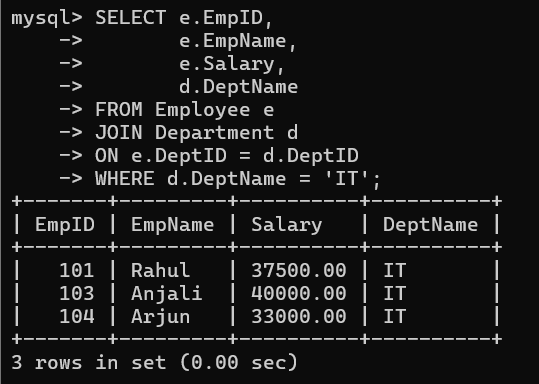 mysql> SELECT e.EmpID,
    ->        e.EmpName,
    ->        e.Salary,
    ->        d.DeptName
    -> FROM Employee e
    -> JOIN Department d
    -> ON e.DeptID = d.DeptID
    -> WHERE d.DeptName = 'IT';
+-------+---------+----------+----------+
| EmpID | EmpName | Salary   | DeptName |
+-------+---------+----------+----------+
|   101 | Rahul   | 37500.00 | IT       |
|   103 | Anjali  | 40000.00 | IT       |
|   104 | Arjun   | 33000.00 | IT       |
+-------+---------+----------+----------+
3 rows in set (0.00 sec)